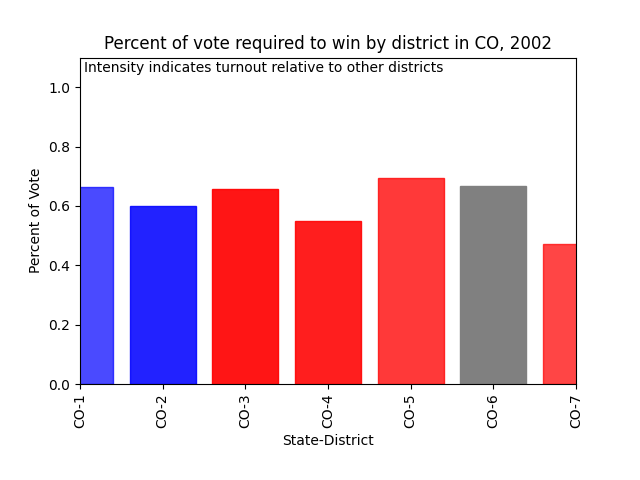 Percent of vote required to win by district in CO, 2002
Intensity indicates turnout relative to other districts
1.0
0.8
0.6
0.4
0.2
0.0
Percent of Vote
CO-1
CO-2
CO-3
CO-4
CO-5
CO-6
CO-7
State-District